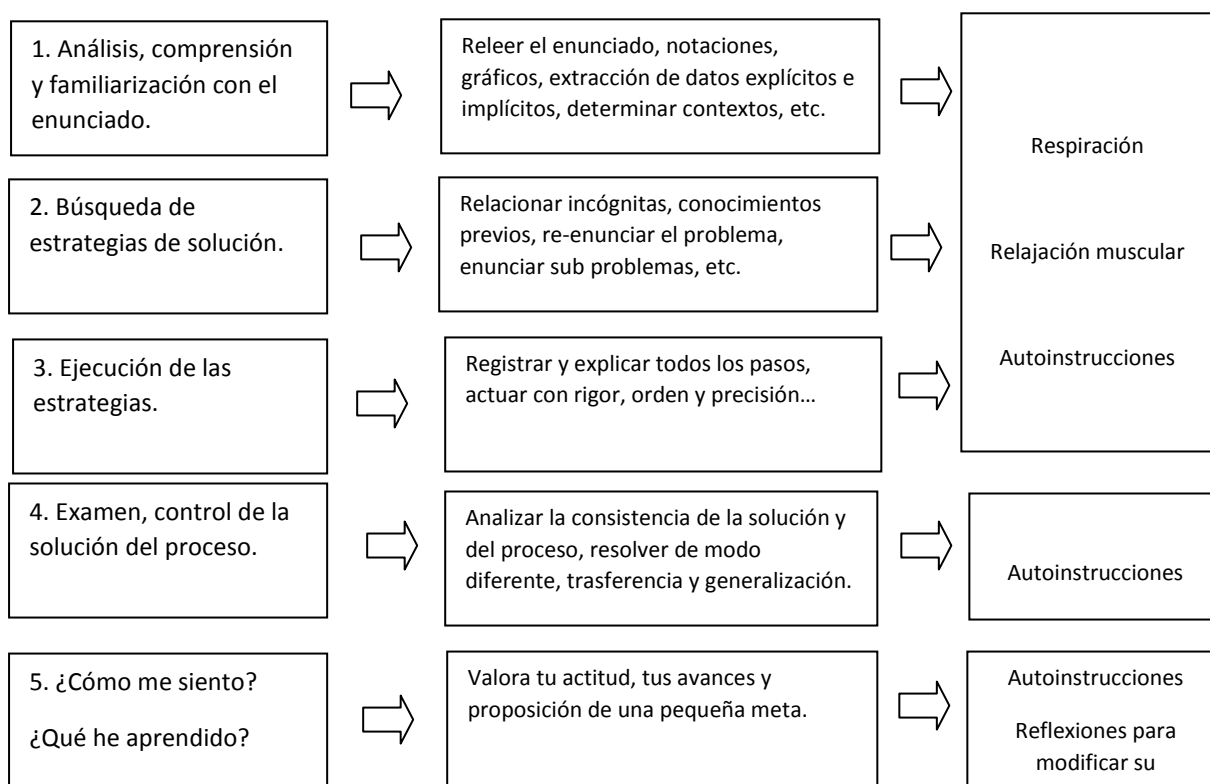 1. Análisis, comprensión
y familiarización con el
enunciado.
Releer el enunciado, notaciones,
gráficos, extracción de datos explícitos e
implícitos, determinar contextos, etc.
Respiración
2. Búsqueda de
estrategias de solución.
Relacionar incógnitas, conocimientos
previos, re-enunciar el problema,
enunciar sub problemas, etc.
Relajación muscular
3. Ejecución de las
estrategias.
Registrar y explicar todos los pasos,
actuar con rigor, orden y precisión...
Autoinstrucciones
4. Examen, control de la
solución del proceso.
Analizar la consistencia de la solución y
del proceso, resolver de modo
diferente, trasferencia y generalización.
Autoinstrucciones
5. ¿Cómo me siento?
¿Qué he aprendido?
Valora tu actitud, tus avances y
proposición de una pequeña meta.
Autoinstrucciones
Reflexiones para
modificar su